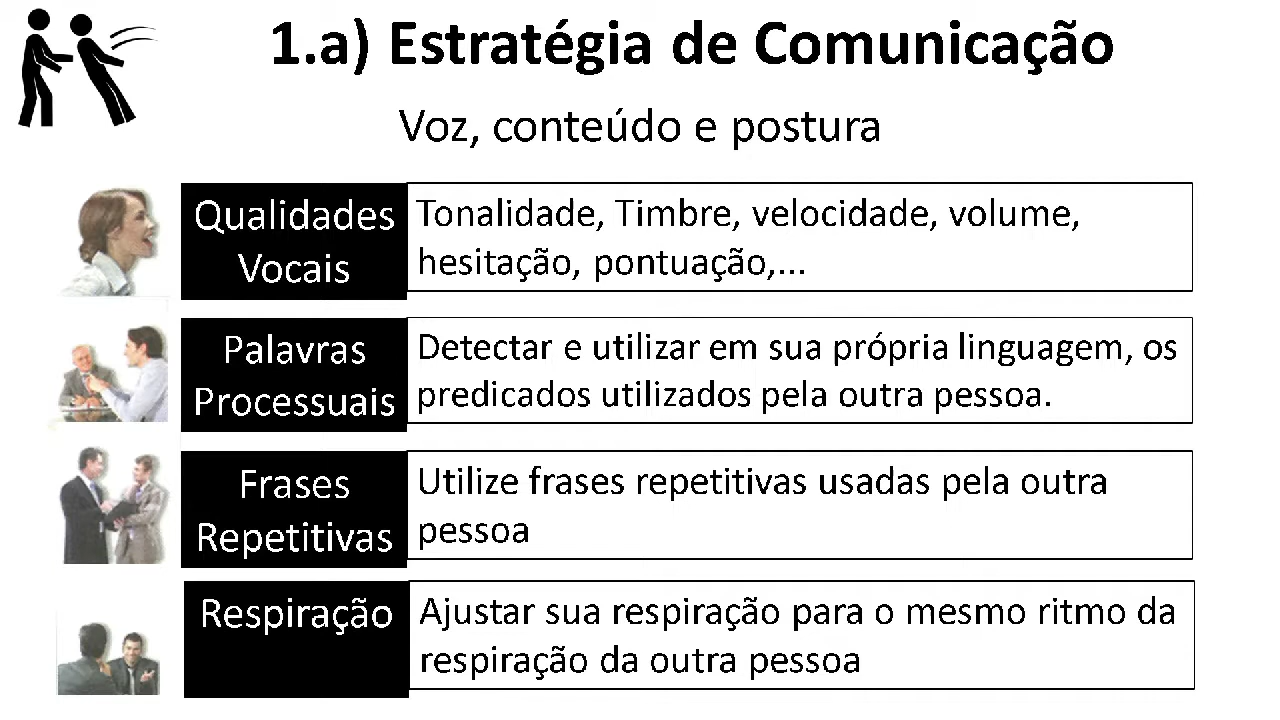 1.a) Estratégia de Comunicação
Voz, conteúdo e postura
Qualidades
Vocais
Tonalidade, Timbre, velocidade, volume,
hesitação, pontuação,...
Palavras
Processuais
Detectar e utilizar em sua própria linguagem, os
predicados utilizados pela outra pessoa.
Frases
Repetitivas
Utilize frases repetitivas usadas pela outra
pessoa
Respiração
Ajustar sua respiração para o mesmo ritmo da
respiração da outra pessoa